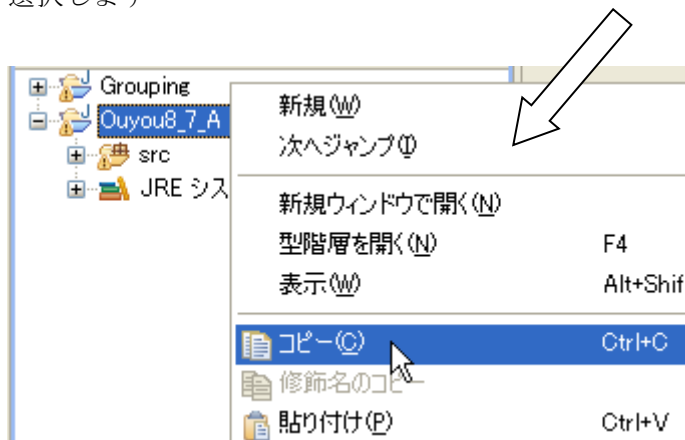 選択します
Grouping
Ouyou8_7_A
src
JRE シス
新規(W)
次へジャンプ(I)
新規ウィンドウで開く(N)
型階層を開く(N) F4
表示(W) Alt+Shif
コピー(C) Ctrl+C
修飾名のコピー
貼り付け(P) Ctrl+V